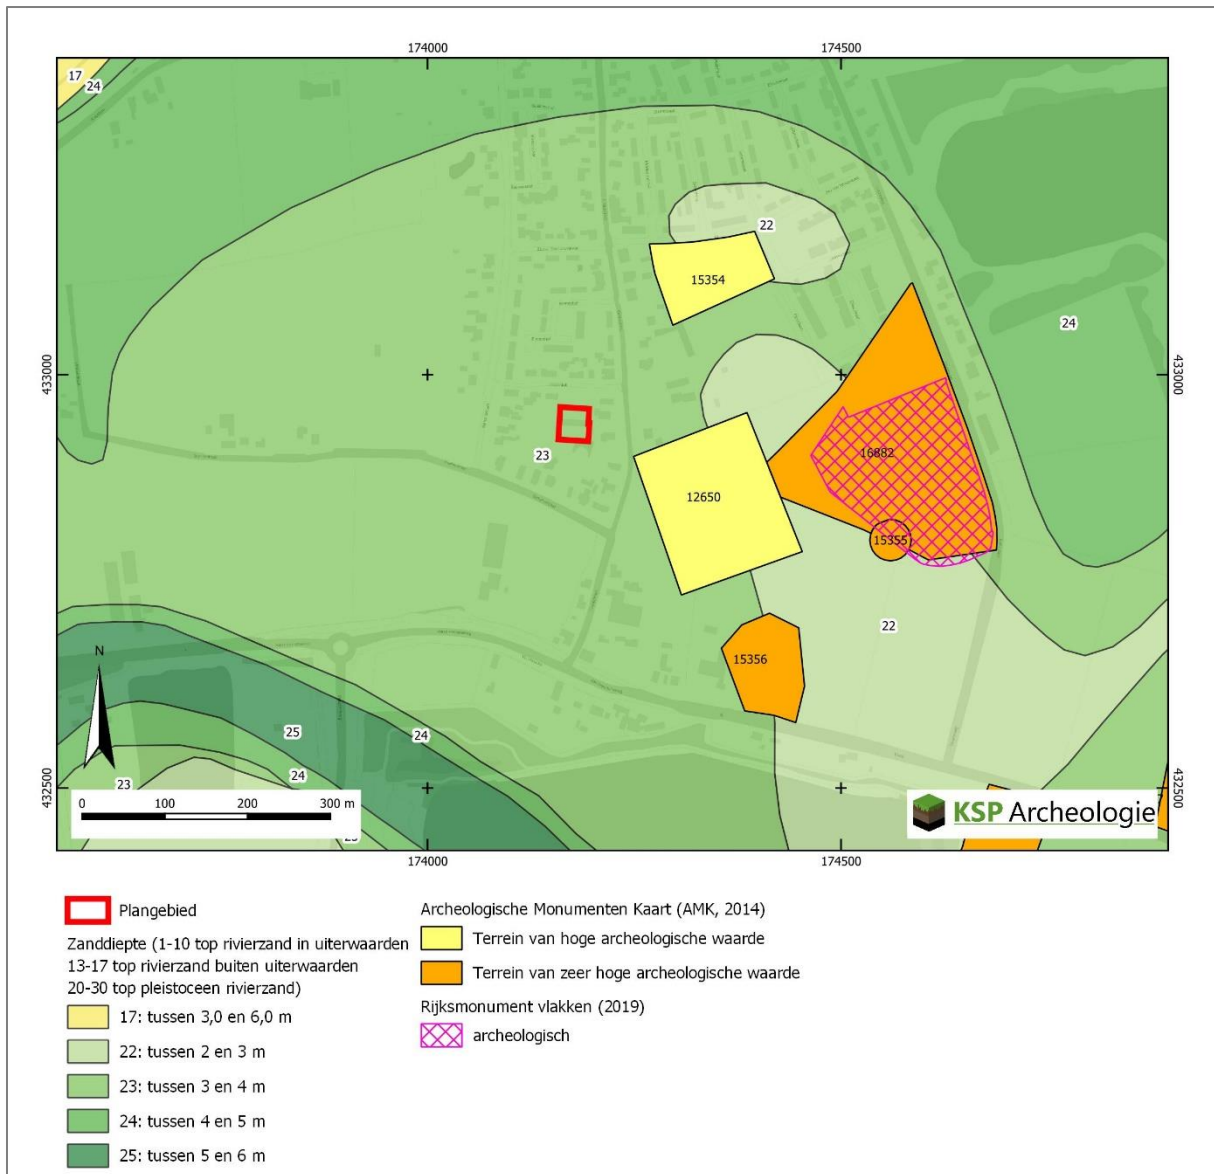 174000
174500
17
24
22
15354
24
433000
433000
23
12650
16882
15355
22
15356
N
25
24
24
23
432500
432500
0 100 200 300 m
KSP Archeologie
174000
174500
Plangebied
Zanddiepte (1-10 top rivierzand in uiterwaarden
13-17 top rivierzand buiten uiterwaarden
20-30 top pleistoceen rivierzand)
17: tussen 3,0 en 6,0 m
22: tussen 2 en 3 m
23: tussen 3 en 4 m
24: tussen 4 en 5 m
25: tussen 5 en 6 m
Archeologische Monumenten Kaart (AMK, 2014)
Terrein van hoge archeologische waarde
Terrein van zeer hoge archeologische waarde
Rijksmonument vlakken (2019)
archeologisch